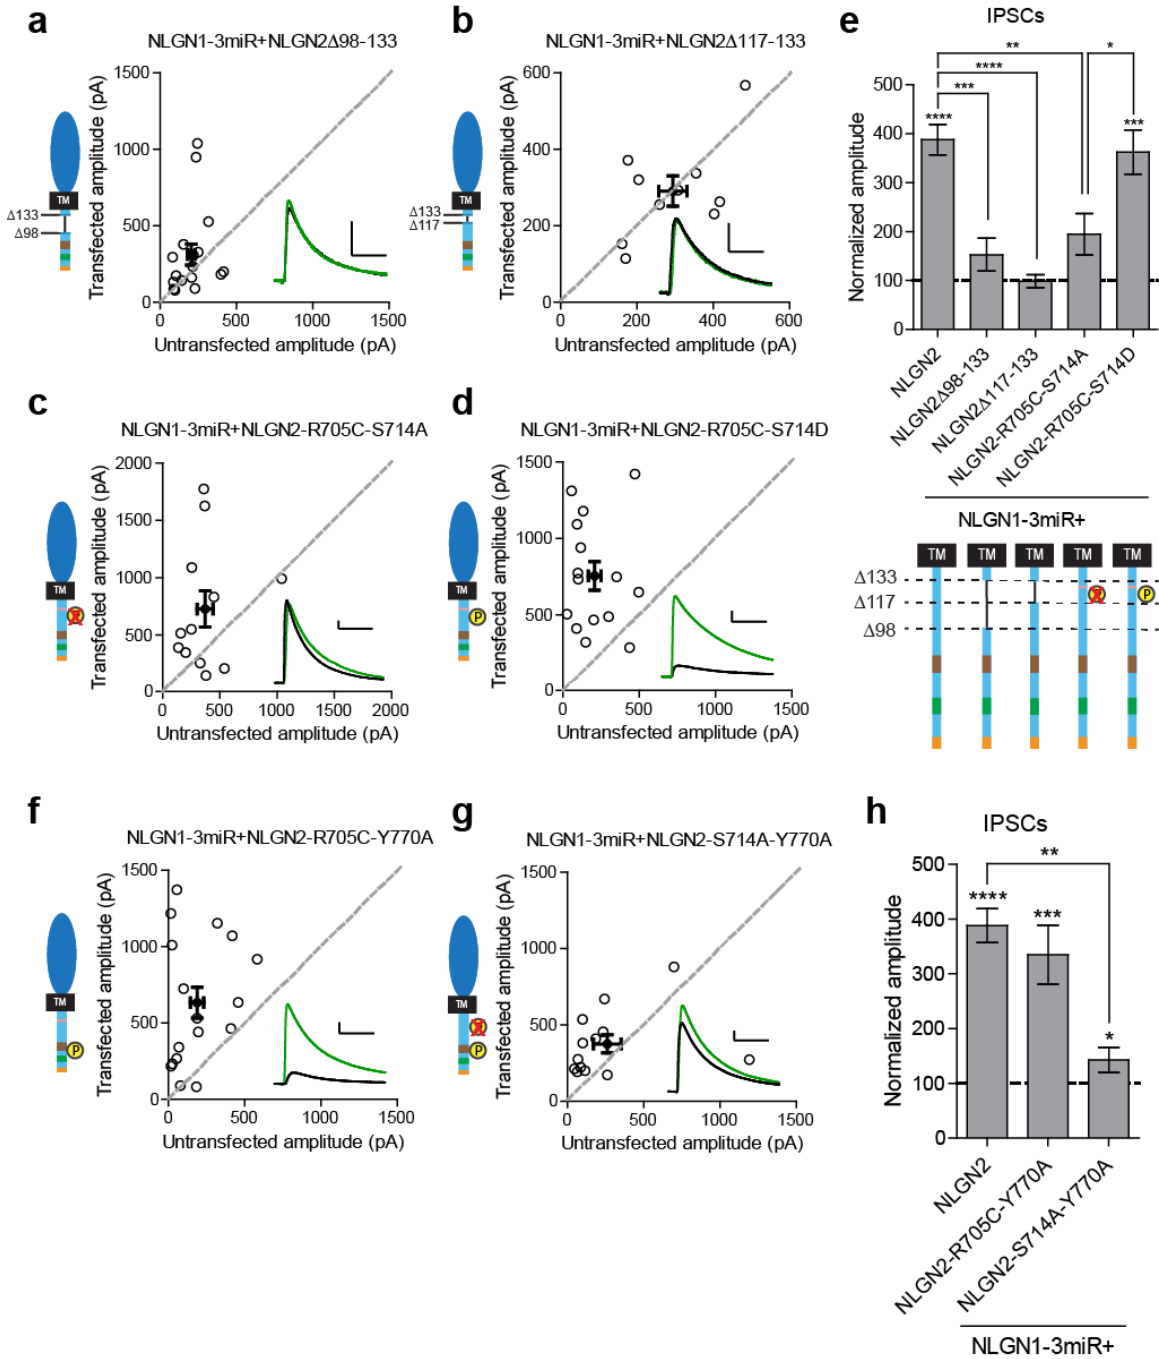 a
NLGN1-3miR+NLGN2Δ98-133
1500
1000
500
0
0
500
1000
1500
Transfected amplitude (pA)
Untransfected amplitude (pA)
TM
Δ133
Δ98
b
NLGN1-3miR+NLGN2Δ117-133
600
400
200
0
0
200
400
600
Transfected amplitude (pA)
Untransfected amplitude (pA)
TM
Δ133
Δ117
e
IPSCs
**
*
****
***
****
***
500
400
300
200
100
0
Normalized amplitude
NLGN2
NLGN2Δ98-133
NLGN2Δ117-133
NLGN2-R705C-S714A
NLGN2-R705C-S714D
NLGN1-3miR+
TM
TM
TM
TM
TM
Δ133
Δ117
Δ98
P
P
c
NLGN1-3miR+NLGN2-R705C-S714A
2000
1500
1000
500
0
0
500
1000
1500
2000
Transfected amplitude (pA)
Untransfected amplitude (pA)
TM
P
d
NLGN1-3miR+NLGN2-R705C-S714D
1500
1000
500
0
0
500
1000
1500
Transfected amplitude (pA)
Untransfected amplitude (pA)
TM
P
f
NLGN1-3miR+NLGN2-R705C-Y770A
1500
1000
500
0
0
500
1000
1500
Transfected amplitude (pA)
Untransfected amplitude (pA)
TM
P
g
NLGN1-3miR+NLGN2-S714A-Y770A
1500
1000
500
0
0
500
1000
1500
Transfected amplitude (pA)
Untransfected amplitude (pA)
TM
P
P
h
IPSCs
**
****
***
*
500
400
300
200
100
0
Normalized amplitude
NLGN2
NLGN2-R705C-Y770A
NLGN2-S714A-Y770A
NLGN1-3miR+